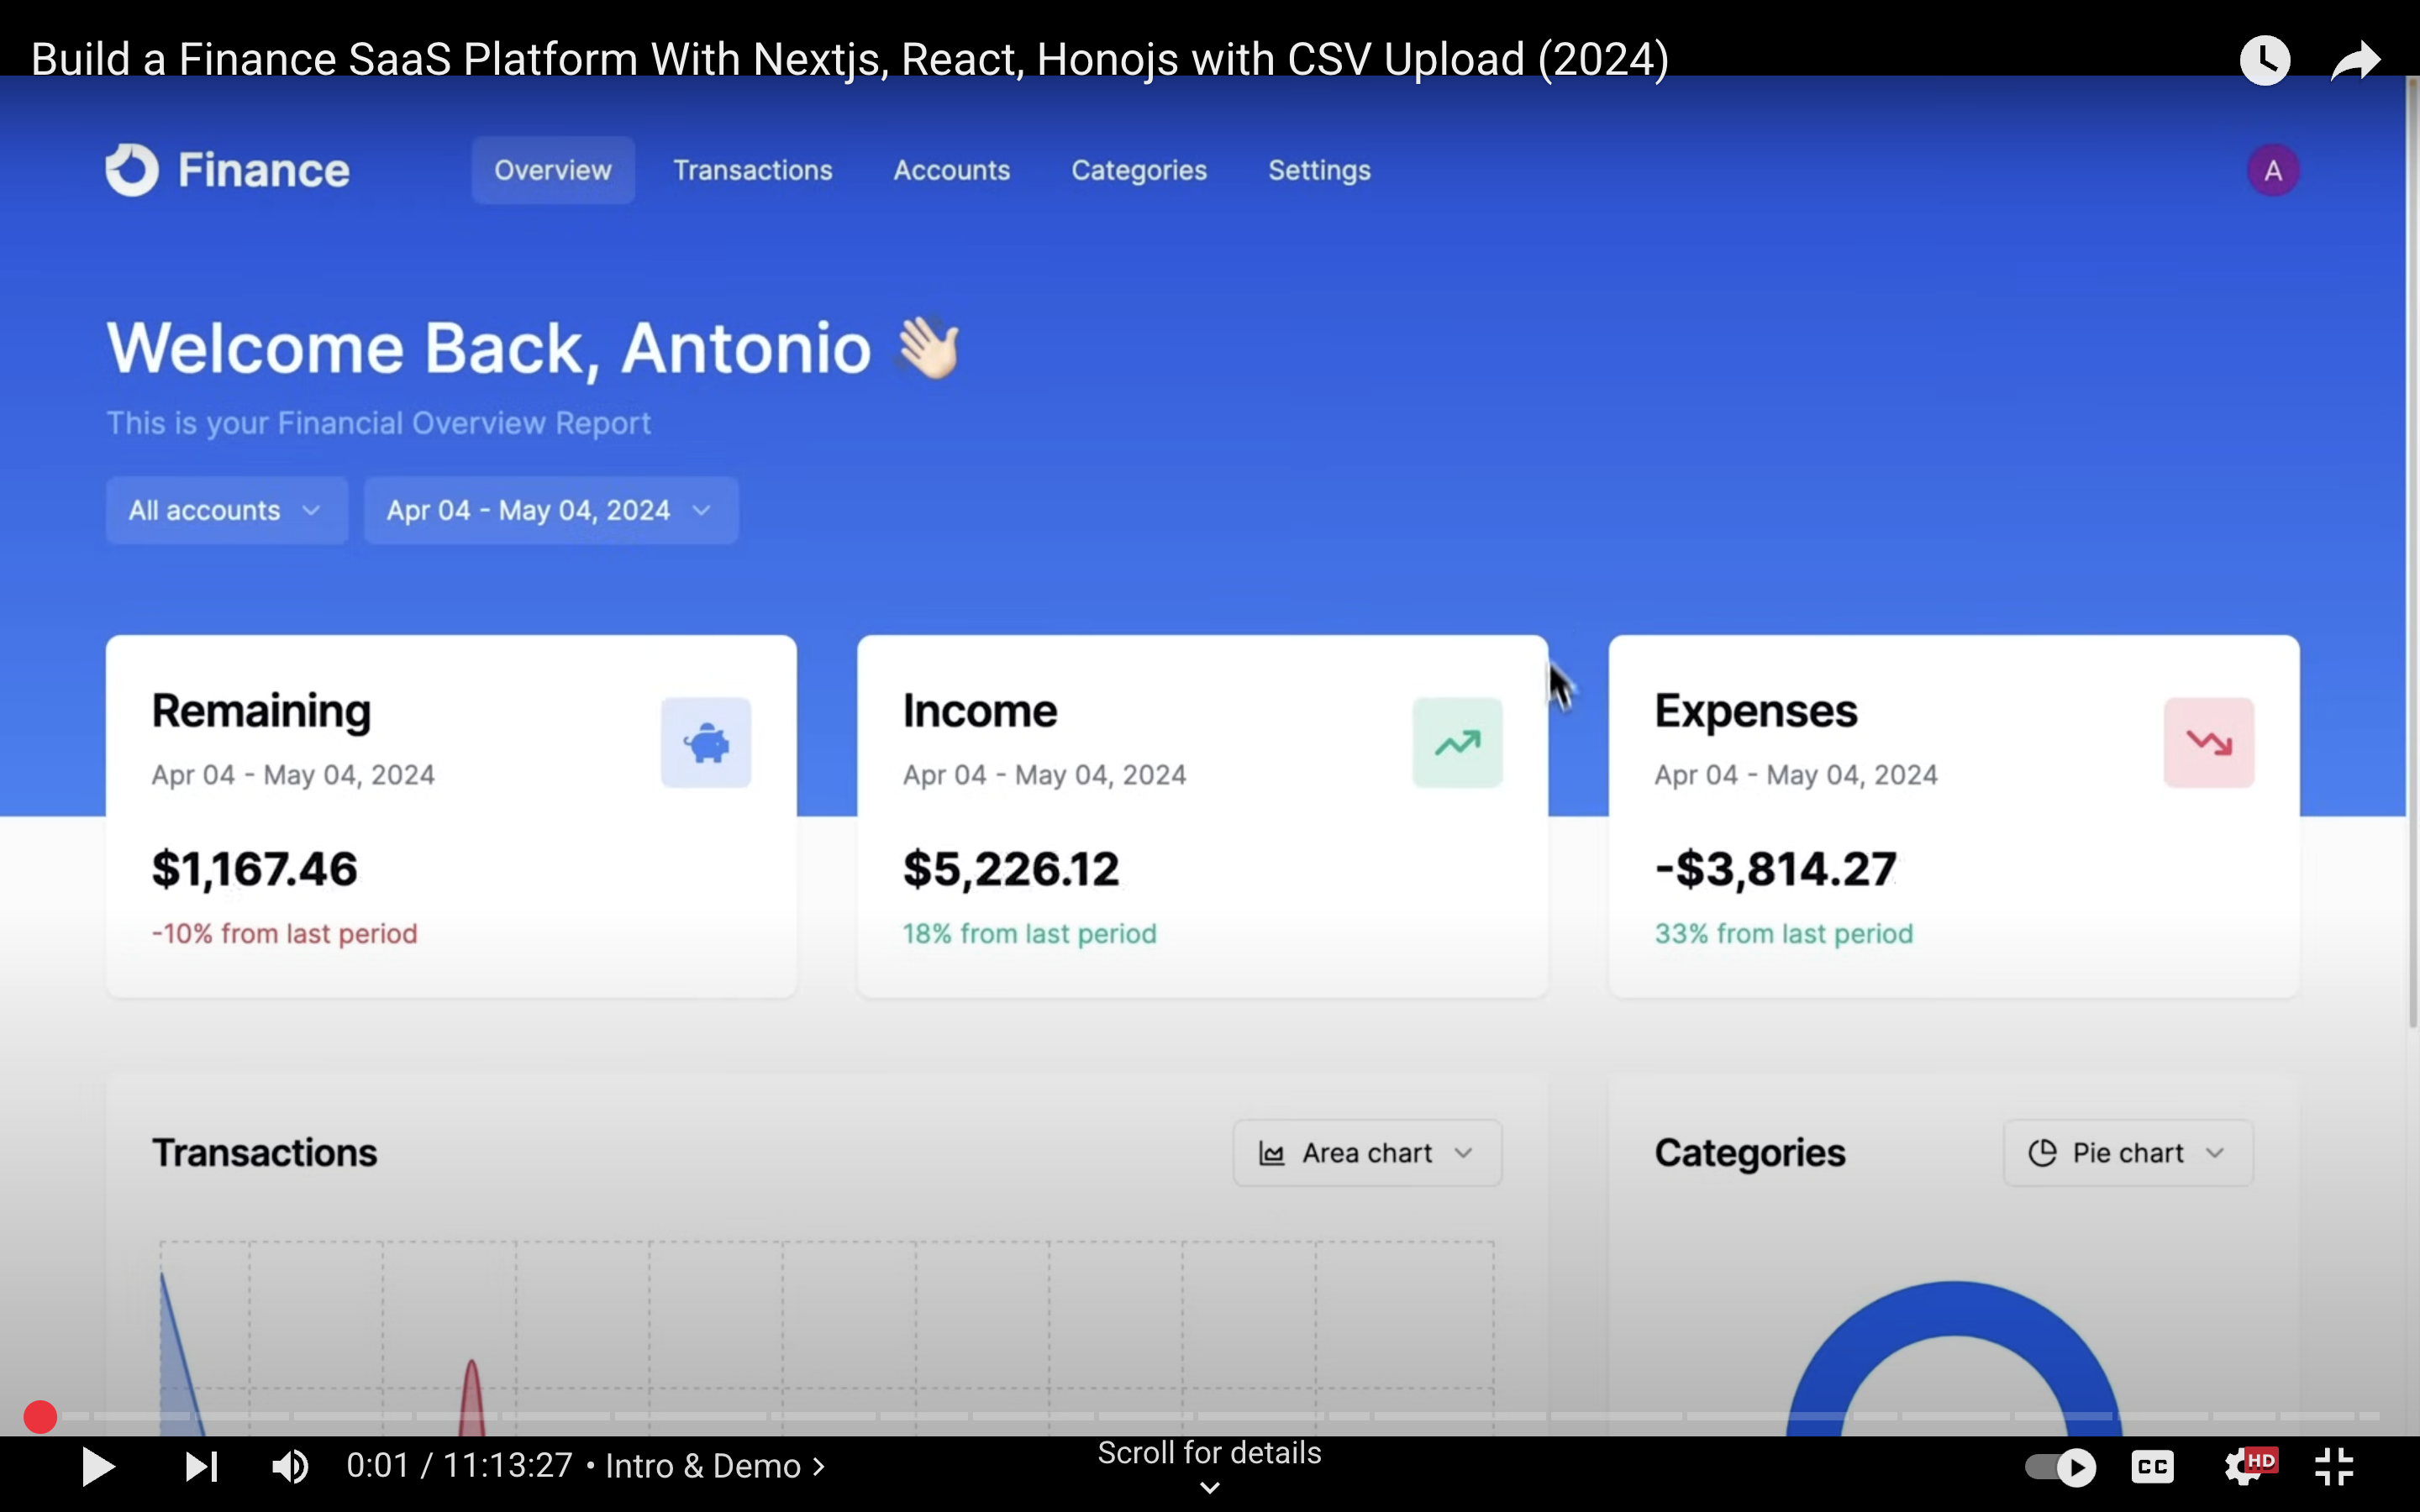 Build a Finance SaaS Platform With Nextjs, React, Honojs with CSV Upload (2024)
Finance
Overview
Transactions
Accounts
Categories
Settings
A
Welcome Back, Antonio 👋🏻
This is your Financial Overview Report
All accounts
Apr 04 - May 04, 2024
Remaining
Apr 04 - May 04, 2024
$1,167.46
-10% from last period
Income
Apr 04 - May 04, 2024
$5,226.12
18% from last period
Expenses
Apr 04 - May 04, 2024
-$3,814.27
33% from last period
Transactions
Area chart
Categories
Pie chart
0:01 / 11:13:27 • Intro & Demo >
Scroll for details
CC
HD